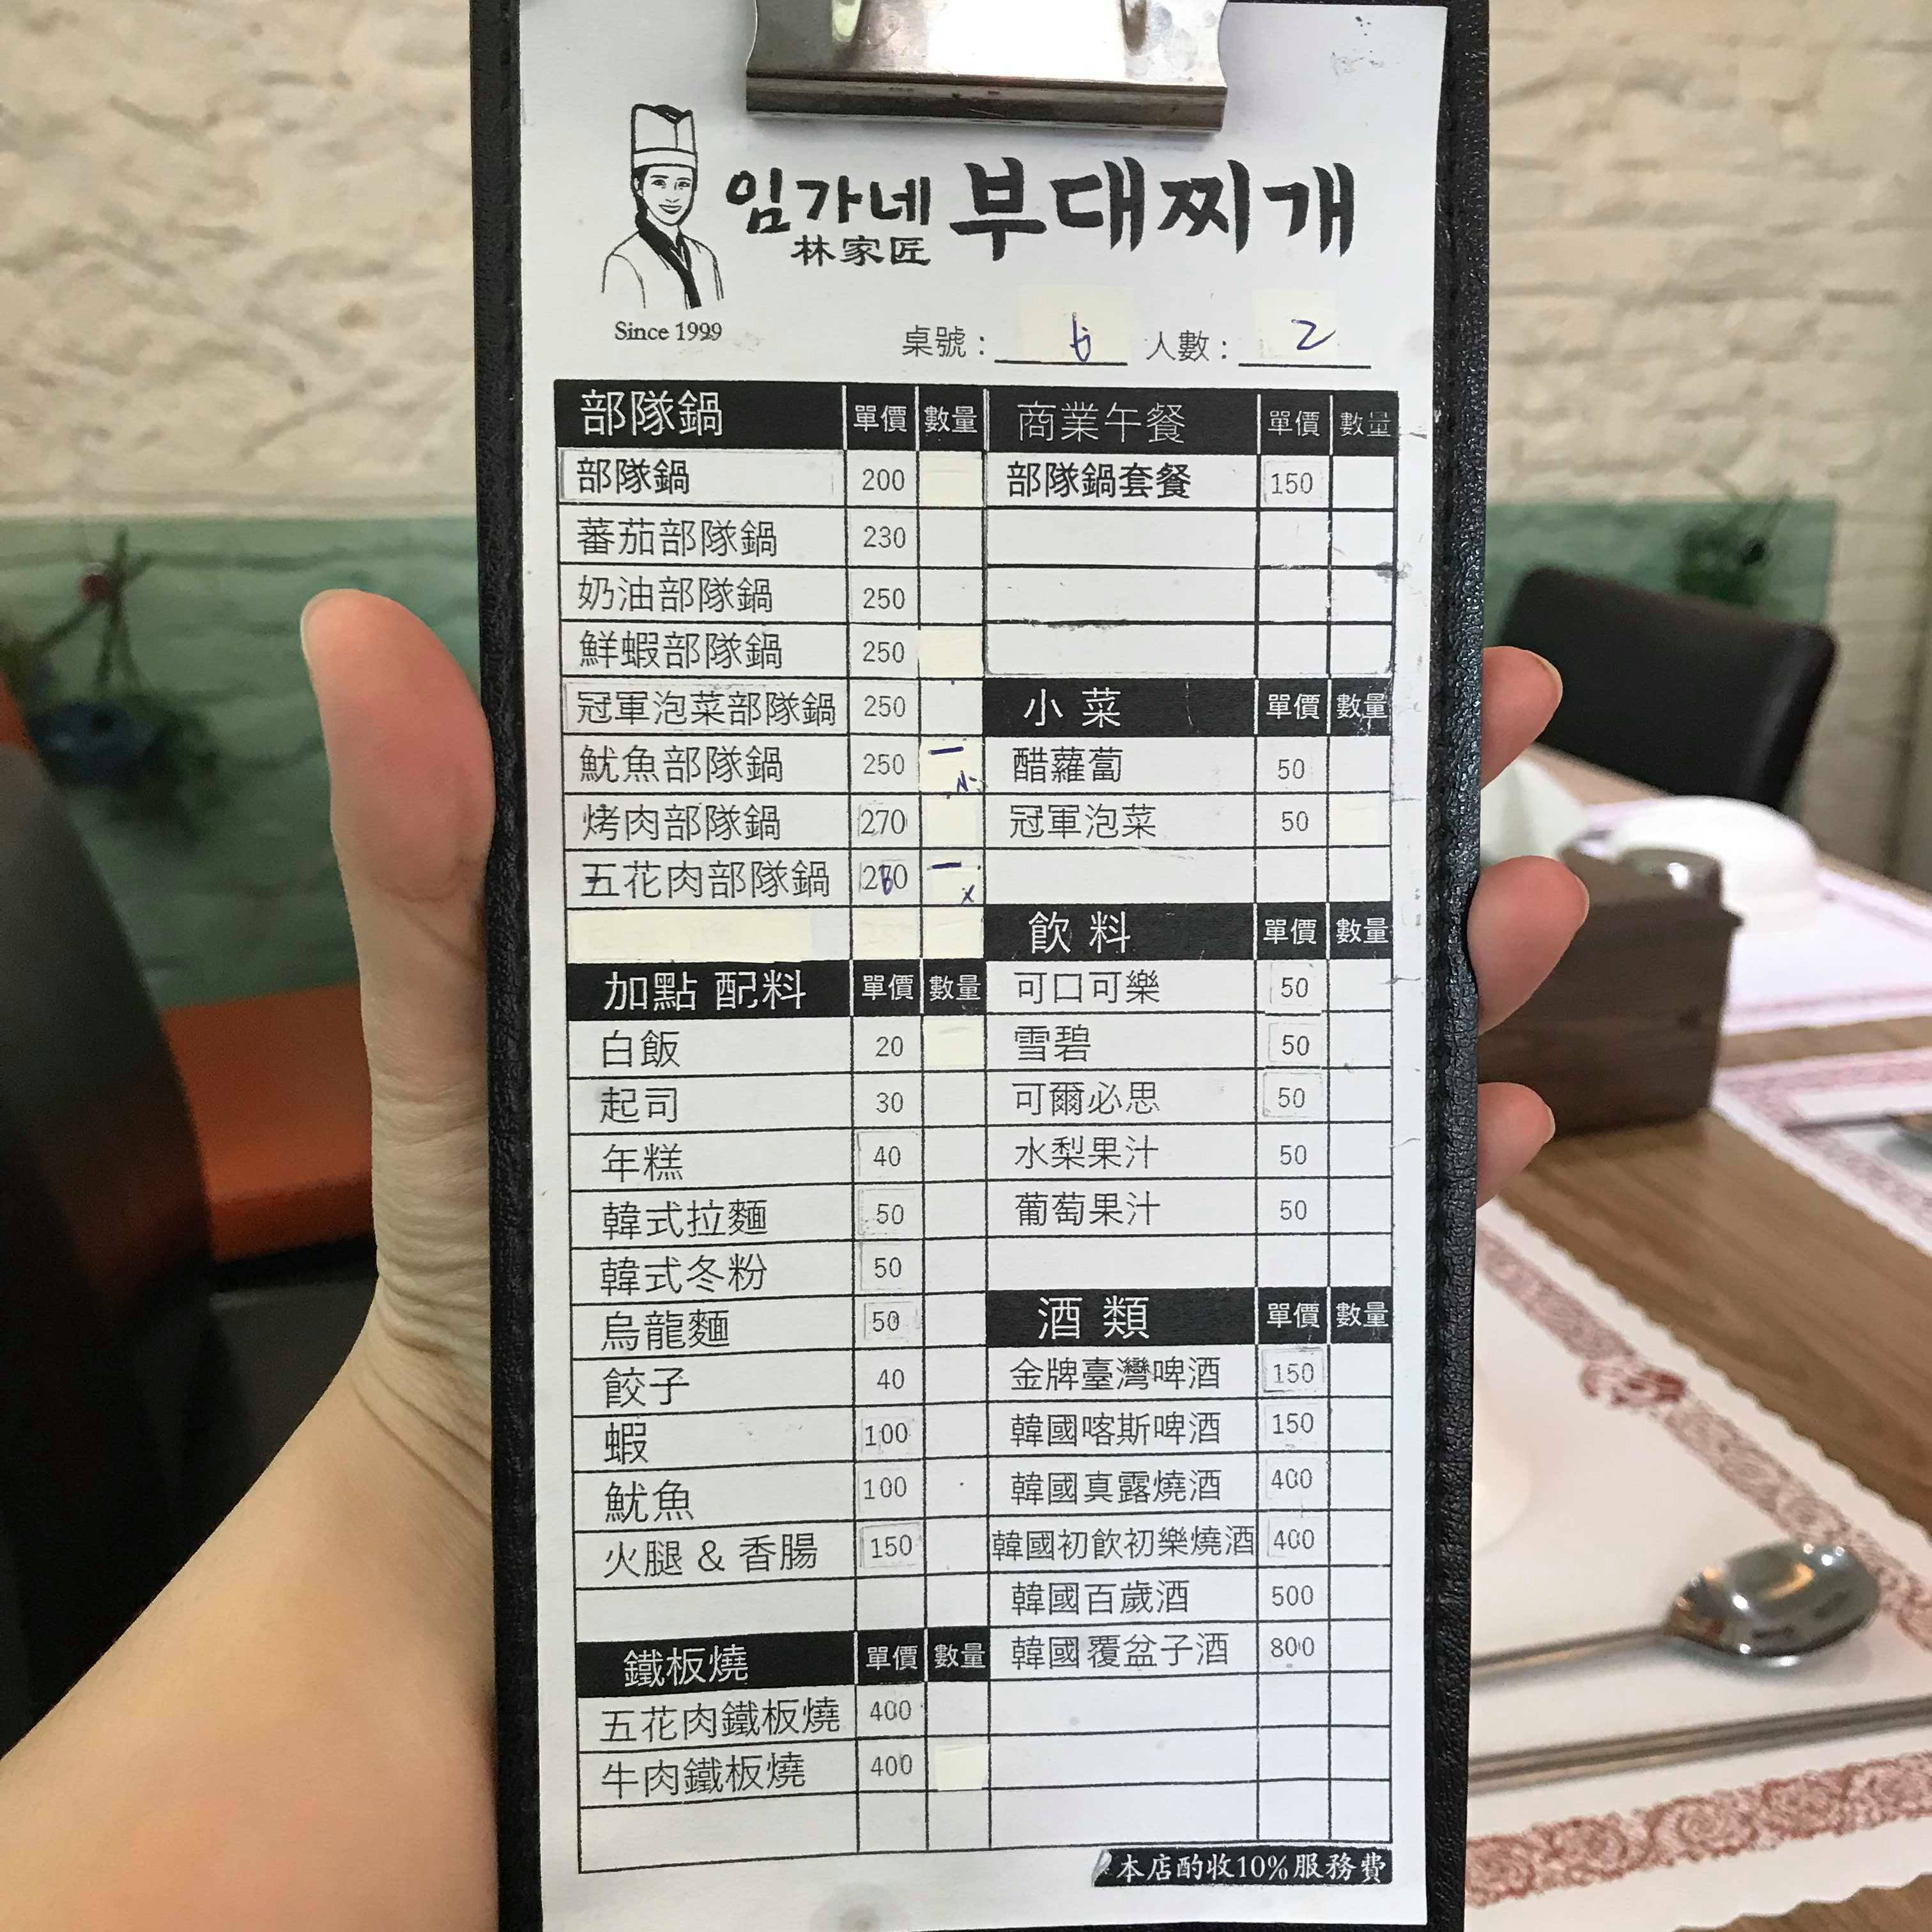 임가네 부대찌개
林家匠
Since 1999
桌號： 6 人數： 2
部隊鍋 單價 數量
部隊鍋 200
蕃茄部隊鍋 230
奶油部隊鍋 250
鮮蝦部隊鍋 250
冠軍泡菜部隊鍋 250
魷魚部隊鍋 250 一 小
烤肉部隊鍋 270
五花肉部隊鍋 一 x
加點 配料 單價 數量
白飯 20
起司 30
年糕 40
韓式拉麵 50
韓式冬粉 50
烏龍麵 50
餃子 40
蝦 100
魷魚 100
火腿 & 香腸 150
鐵板燒 單價 數量
五花肉鐵板燒 400
牛肉鐵板燒 400
商業午餐 單價 數量
部隊鍋套餐 150
小菜 單價 數量
醋蘿蔔 50
冠軍泡菜 50
飲料 單價 數量
可口可樂 50
雪碧 50
可爾必思 50
水梨果汁 50
葡萄果汁 50
酒類 單價 數量
金牌臺灣啤酒 150
韓國喀斯啤酒 150
韓國真露燒酒 400
韓國初飲初樂燒酒 400
韓國百歲酒 500
韓國覆盆子酒 800
本店酌收10%服務費